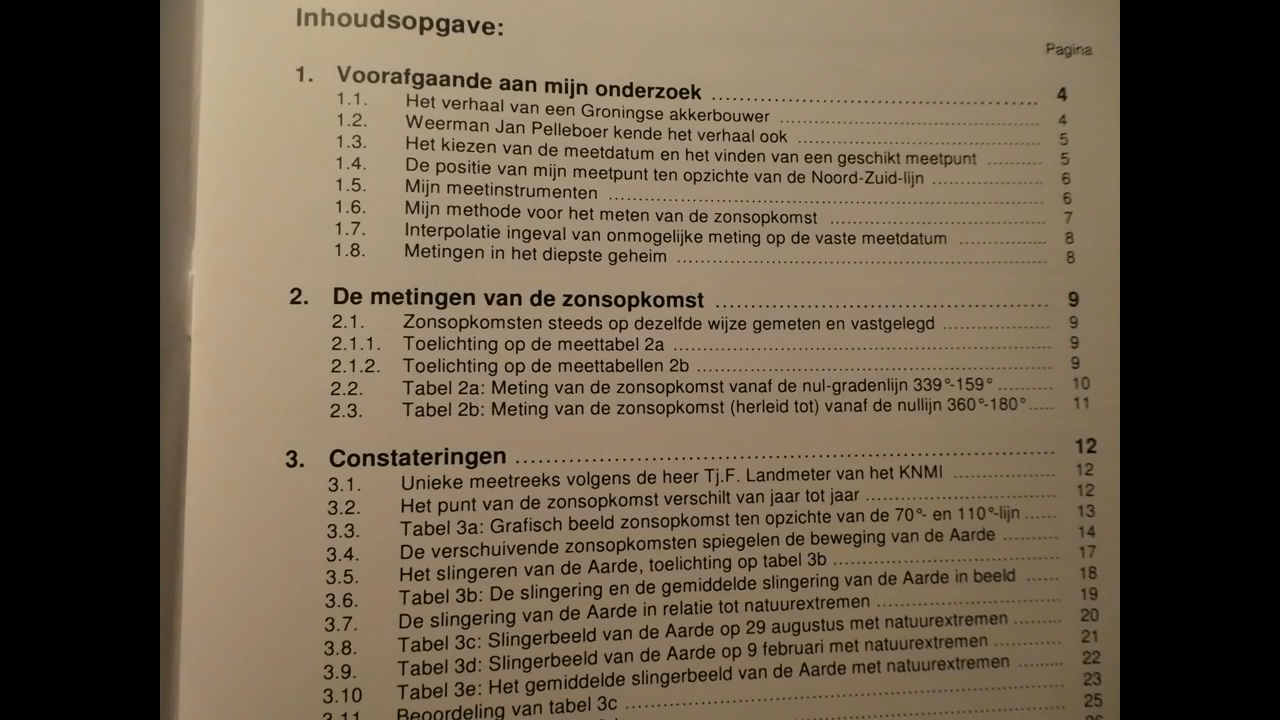 Inhoudsopgave:
Pagina
1. Voorafgaande aan mijn onderzoek ........ 4
1.1. Het verhaal van een Groningse akkerbouwer ........ 4
1.2. Weerman Jan Pelleboer kende het verhaal ook ........ 5
1.3. Het kiezen van de meetdatum en het vinden van een geschikt meetpunt ........ 5
1.4. De positie van mijn meetpunt ten opzichte van de Noord-Zuid-lijn ........ 6
1.5. Mijn meetinstrumenten ........ 6
1.6. Mijn methode voor het meten van de zonsopkomst ........ 7
1.7. Interpolatie ingeval van onmogelijke meting op de vaste meetdatum ........ 8
1.8. Metingen in het diepste geheim ........ 8
2. De metingen van de zonsopkomst ........ 9
2.1. Zonsopkomsten steeds op dezelfde wijze gemeten en vastgelegd ........ 9
2.1.1. Toelichting op de meettabel 2a ........ 9
2.1.2. Toelichting op de meettabellen 2b ........ 9
2.2. Tabel 2a: Meting van de zonsopkomst vanaf de nul-gradenlijn 339°-159° ........ 10
2.3. Tabel 2b: Meting van de zonsopkomst (herleid tot) vanaf de nullijn 360°-180° ..... 11
3. Constateringen ........ 12
3.1. Unieke meetreeks volgens de heer Tj.F. Landmeter van het KNMI ........ 12
3.2. Het punt van de zonsopkomst verschilt van jaar tot jaar ........ 12
3.3. Tabel 3a: Grafisch beeld zonsopkomst ten opzichte van de 70°- en 110°-lijn ...... 13
3.4. De verschuivende zonsopkomsten spiegelen de beweging van de Aarde ........ 14
3.5. Het slingeren van de Aarde, toelichting op tabel 3b ........ 17
3.6. Tabel 3b: De slingering en de gemiddelde slingering van de Aarde in beeld ...... 18
3.7. De slingering van de Aarde in relatie tot natuurextremen ........ 19
3.8. Tabel 3c: Slingerbeeld van de Aarde op 29 augustus met natuurextremen ........ 20
3.9. Tabel 3d: Slingerbeeld van de Aarde op 9 februari met natuurextremen ........ 21
3.10 Tabel 3e: Het gemiddelde slingerbeeld van de Aarde met natuurextremen ........ 22
3.11 Beoordeling van tabel 3c ........ 23
25